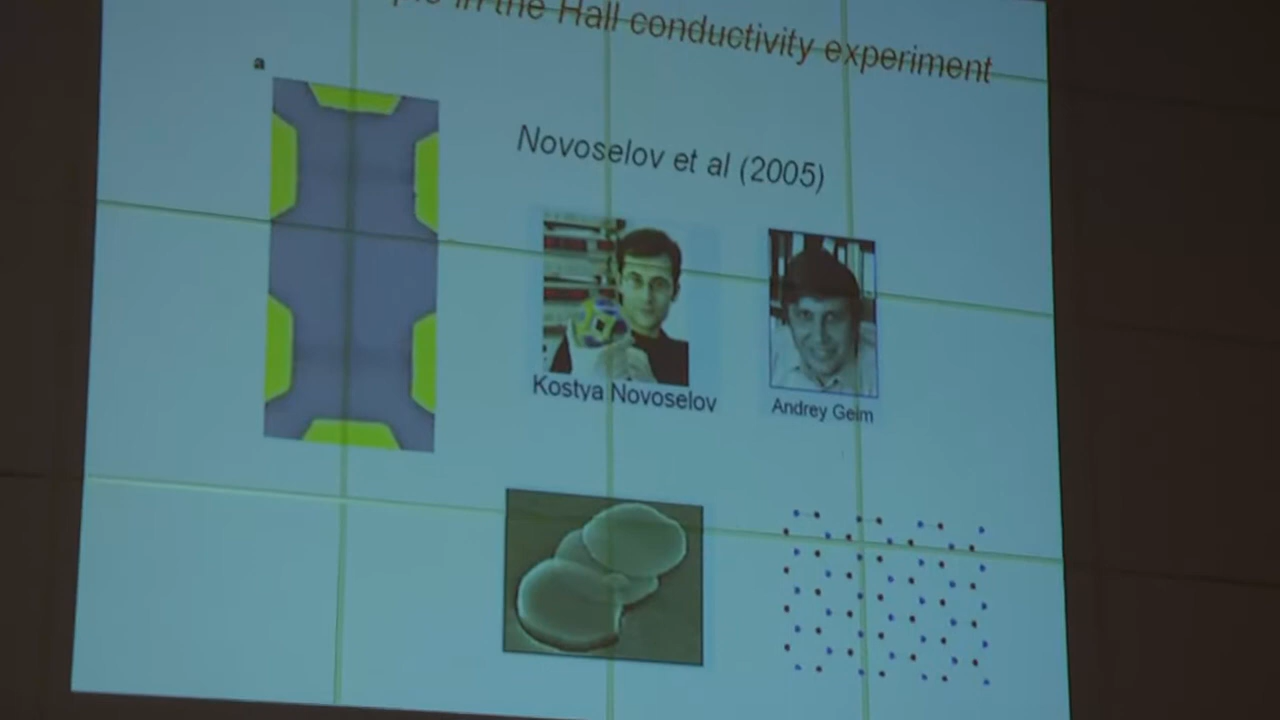 in the Hall conductivity experiment
a
Novoselov et al (2005)
Kostya Novoselov
Andrey Geim